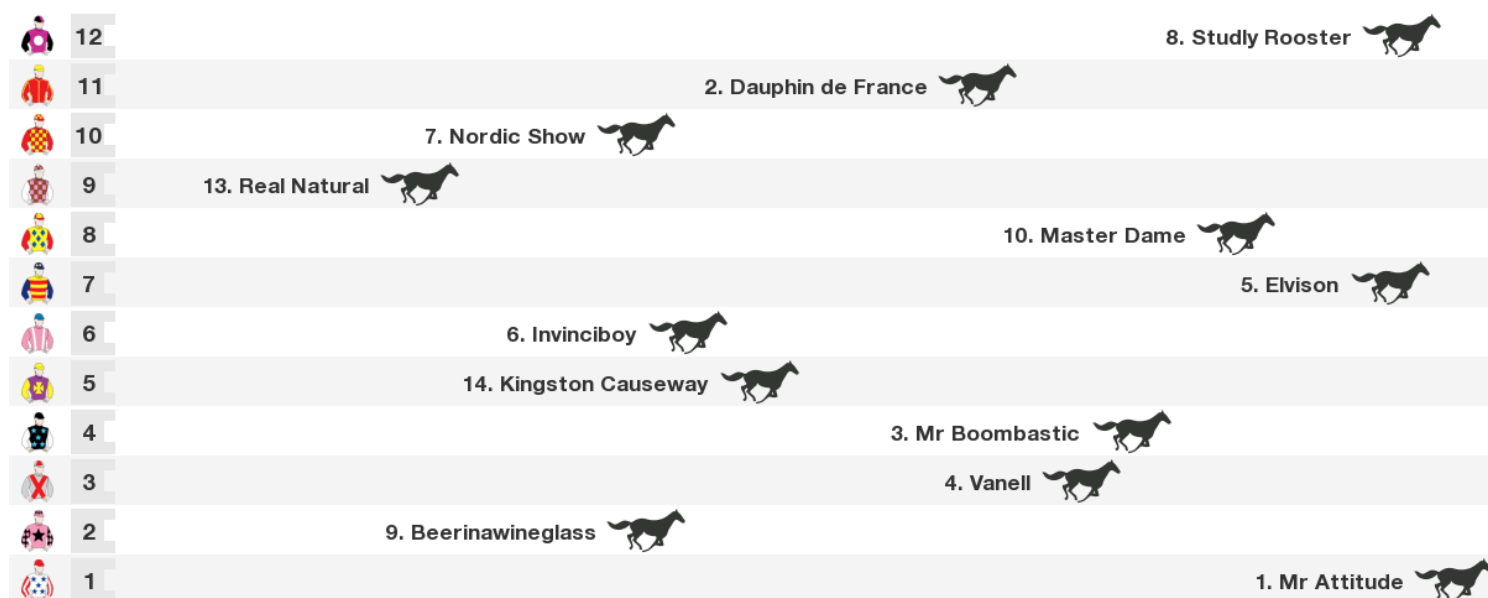 12 8. Studly Rooster
11 2. Dauphin de France
10 7. Nordic Show
9 13. Real Natural
8 10. Master Dame
7 5. Elvison
6 6. Invinciboy
5 14. Kingston Causeway
4 3. Mr Boombastic
3 4. Vanell
2 9. Beerinawineglass
1 1. Mr Attitude